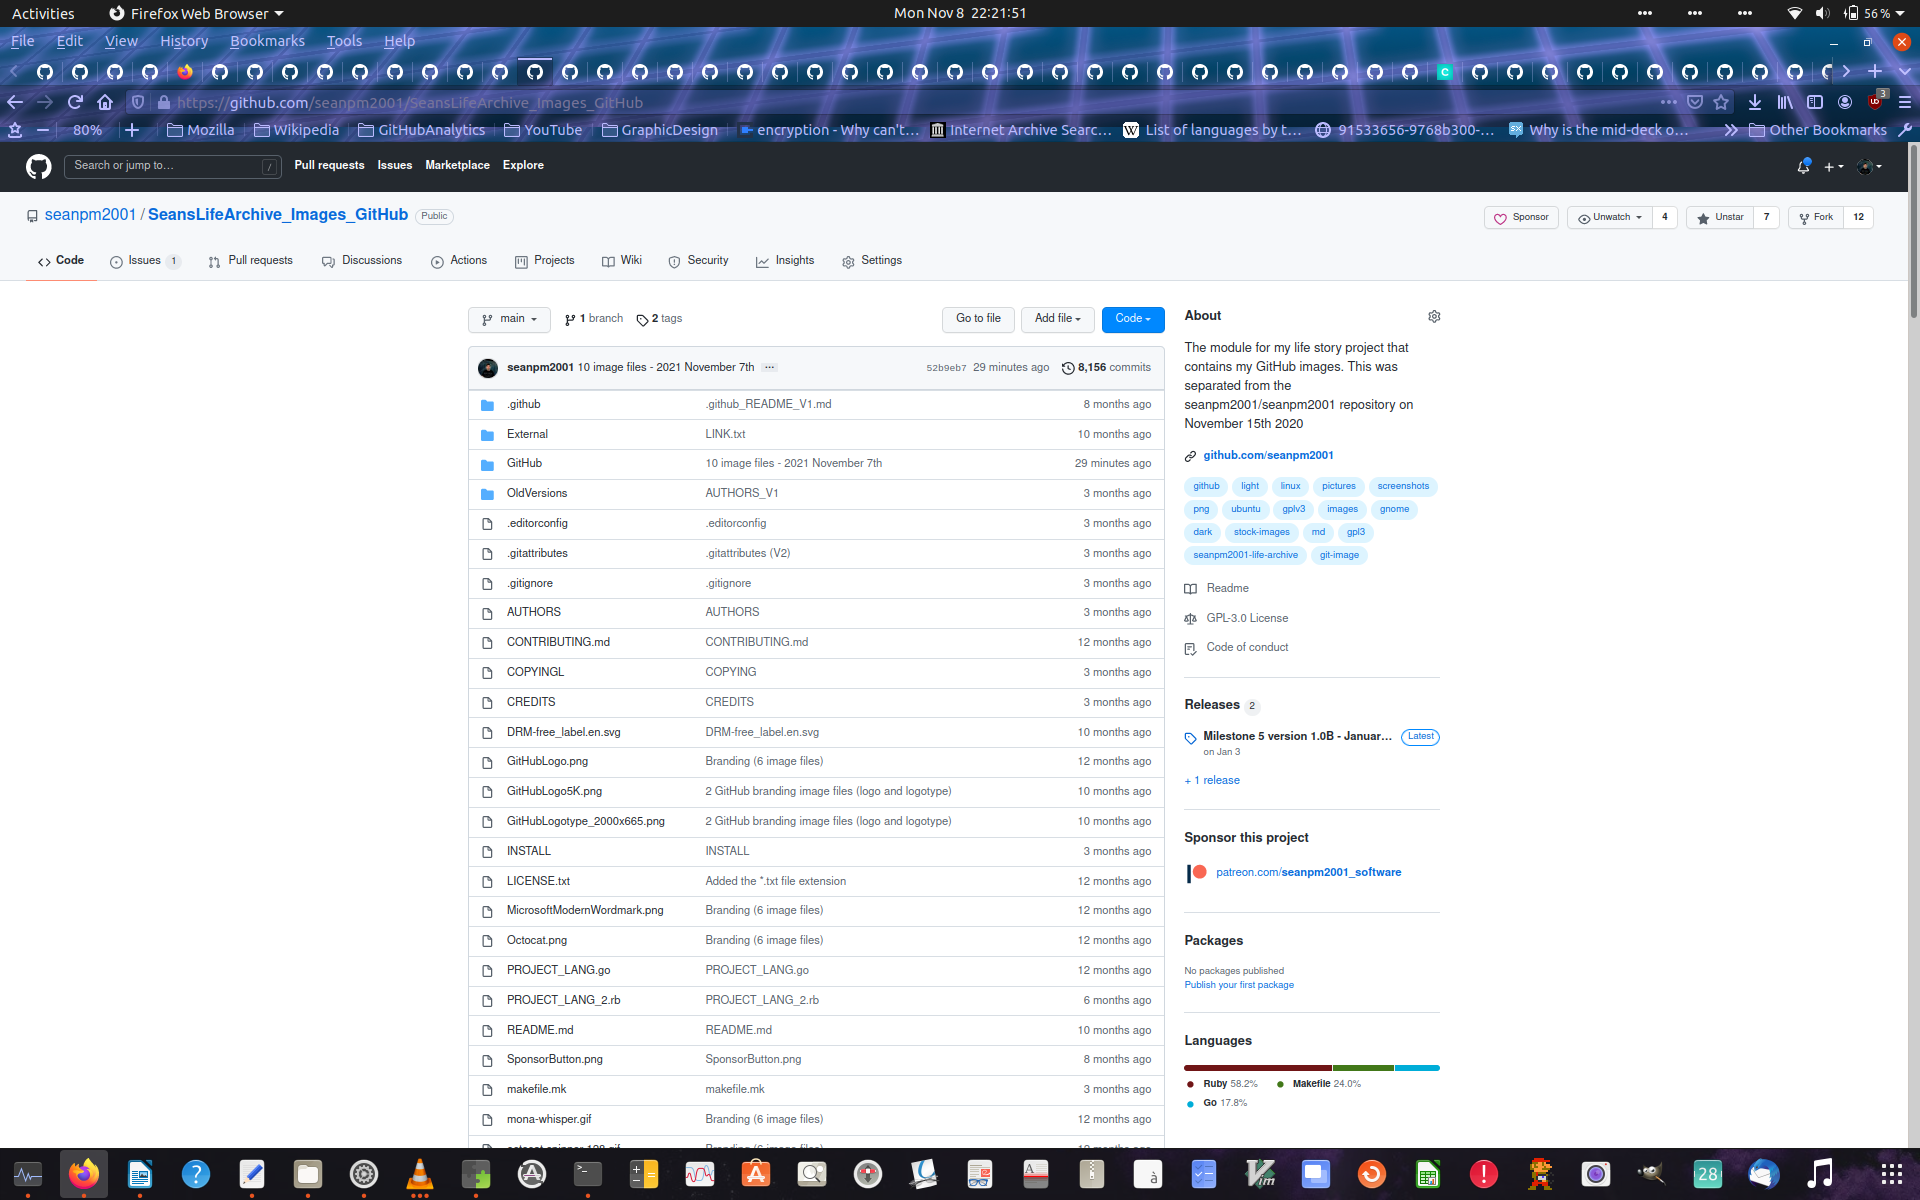 Activities
Firefox Web Browser
Mon Nov 8 22:21:51
56 %
File Edit View History Bookmarks Tools Help
https://github.com/seanpm2001/SeansLifeArchive_Images_GitHub
3
80%
Mozilla
Wikipedia
GitHubAnalytics
YouTube
GraphicDesign
encryption - Why can't…
Internet Archive Searc…
List of languages by t…
91533656-9768b300-…
Why is the mid-deck o…
Other Bookmarks
Search or jump to…
/
Pull requests Issues Marketplace Explore
seanpm2001 / SeansLifeArchive_Images_GitHub Public
Sponsor
Unwatch 4
Unstar 7
Fork 12
Code
Issues 1
Pull requests
Discussions
Actions
Projects
Wiki
Security
Insights
Settings
main
1 branch
2 tags
Go to file
Add file
Code
seanpm2001 10 image files - 2021 November 7th ...
52b9eb7 29 minutes ago 8,156 commits
.github .github_README_V1.md 8 months ago
External LINK.txt 10 months ago
GitHub 10 image files - 2021 November 7th 29 minutes ago
OldVersions AUTHORS_V1 3 months ago
.editorconfig .editorconfig 3 months ago
.gitattributes .gitattributes (V2) 3 months ago
.gitignore .gitignore 3 months ago
AUTHORS AUTHORS 3 months ago
CONTRIBUTING.md CONTRIBUTING.md 12 months ago
COPYINGL COPYING 3 months ago
CREDITS CREDITS 3 months ago
DRM-free_label.en.svg DRM-free_label.en.svg 10 months ago
GitHubLogo.png Branding (6 image files) 12 months ago
GitHubLogo5K.png 2 GitHub branding image files (logo and logotype) 10 months ago
GitHubLogotype_2000x665.png 2 GitHub branding image files (logo and logotype) 10 months ago
INSTALL INSTALL 3 months ago
LICENSE.txt Added the *.txt file extension 12 months ago
MicrosoftModernWordmark.png Branding (6 image files) 12 months ago
Octocat.png Branding (6 image files) 12 months ago
PROJECT_LANG.go PROJECT_LANG.go 12 months ago
PROJECT_LANG_2.rb PROJECT_LANG_2.rb 6 months ago
README.md README.md 10 months ago
SponsorButton.png SponsorButton.png 8 months ago
makefile.mk makefile.mk 3 months ago
mona-whisper.gif Branding (6 image files) 12 months ago
About
The module for my life story project that
contains my GitHub images. This was
separated from the
seanpm2001/seanpm2001 repository on
November 15th 2020
github.com/seanpm2001
github light linux pictures screenshots
png ubuntu gplv3 images gnome
dark stock-images md gpl3
seanpm2001-life-archive git-image
Readme
GPL-3.0 License
Code of conduct
Releases 2
Milestone 5 version 1.0B - Januar… Latest
on Jan 3
+ 1 release
Sponsor this project
patreon.com/seanpm2001_software
Packages
No packages published
Publish your first package
Languages
Ruby 58.2% Makefile 24.0%
Go 17.8%
28